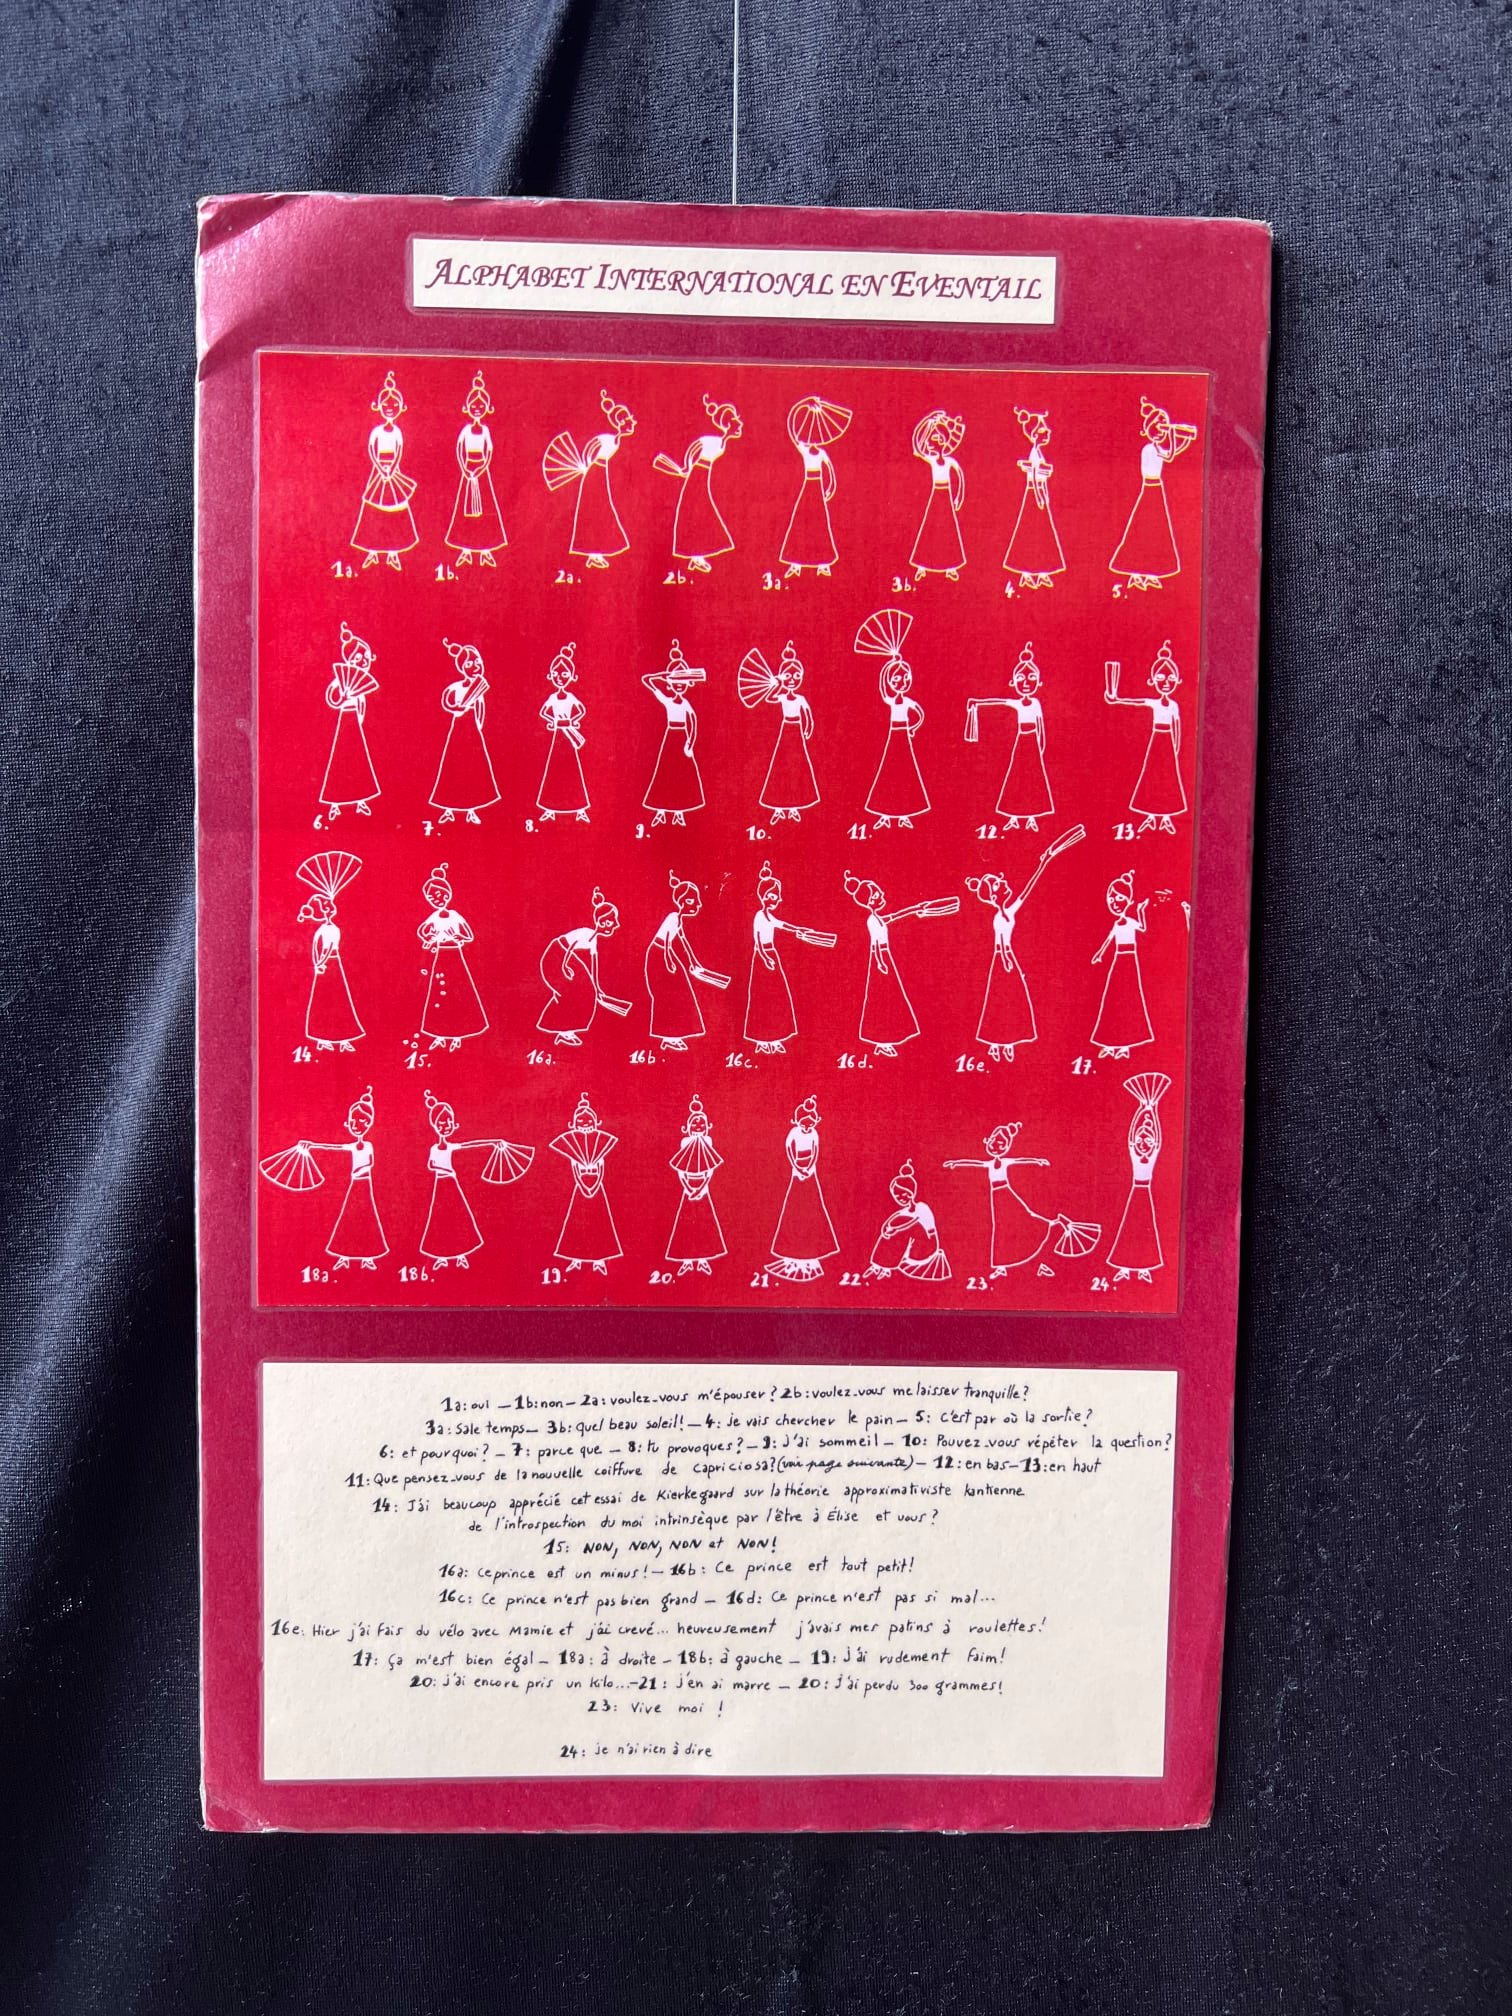 ALPHABET INTERNATIONAL EN EVENTAIL
1a. 1b. 2a. 2b. 3a. 3b. 4. 5.
6. 7. 8. 9. 10. 11. 12. 13.
14. 15. 16a. 16b. 16c. 16d. 16e. 17.
18a. 18b. 19. 20. 21. 22. 23. 24.
1a: oui _ 1b: non _ 2a: voulez-vous m'épouser? 2b: voulez-vous me laisser tranquille?
3a: Sale temps_ 3b: Quel beau soleil! _ 4: je vais chercher le pain _ 5: C'est par où la sortie?
6: et pourquoi? _ 7: parce que _ 8: tu provoques? _ 9: J'ai sommeil _ 10: Pouvez-vous répéter la question?
11: Que pensez-vous de la nouvelle coiffure de Capriciosa? (voir page suivante) _ 12: en bas _ 13: en haut
14: J'ai beaucoup apprécié cet essai de Kierkegaard sur la théorie approximativiste kantienne
de l'introspection du moi intrinsèque par l'être à Élise et vous?
15: NON, NON, NON et NON!
16a: Ce prince est un minus! _ 16b: Ce prince est tout petit!
16c: Ce prince n'est pas bien grand _ 16d: Ce prince n'est pas si mal...
16e: Hier j'ai fais du vélo avec Mamie et j'ai crevé... heureusement j'avais mes patins à roulettes!
17: Ça m'est bien égal _ 18a: à droite _ 18b: à gauche _ 19: J'ai rudement faim!
20: j'ai encore pris un kilo... _ 21: j'en ai marre _ 20: J'ai perdu 300 grammes!
23: Vive moi !
24: je n'ai rien à dire